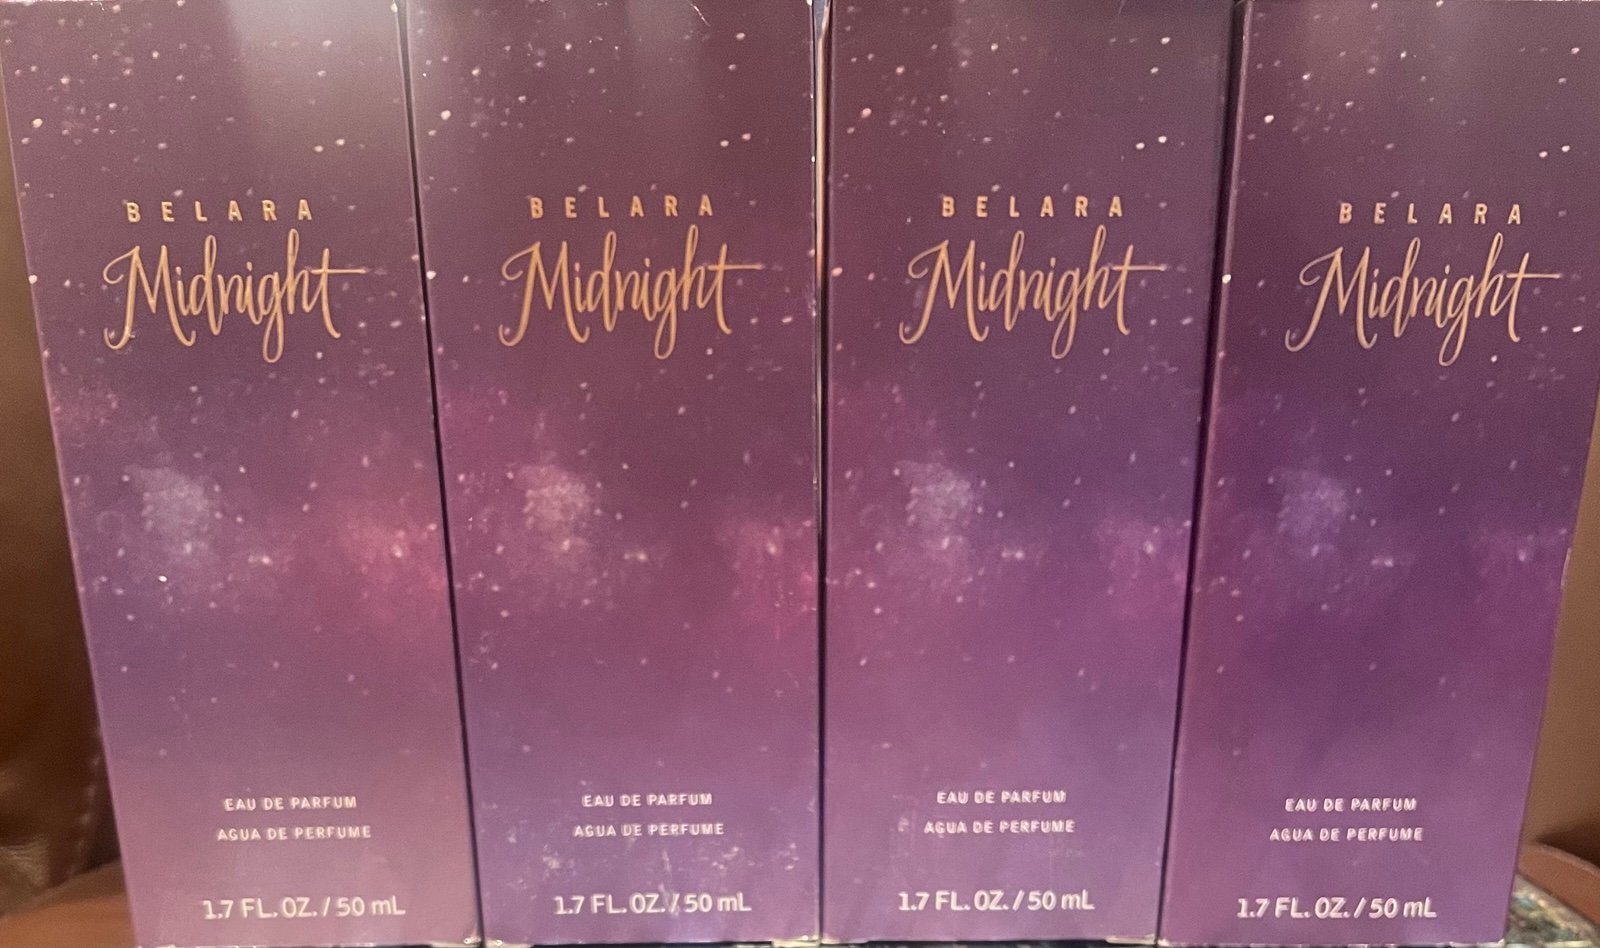 BELARA
Midnight
EAU DE PARFUM
AGUA DE PERFUME
1.7 FL. OZ. / 50 mL
BELARA
Midnight
EAU DE PARFUM
AGUA DE PERFUME
1.7 FL. OZ. / 50 mL
BELARA
Midnight
EAU DE PARFUM
AGUA DE PERFUME
1.7 FL. OZ. / 50 mL
BELARA
Midnight
EAU DE PARFUM
AGUA DE PERFUME
1.7 FL. OZ. / 50 mL